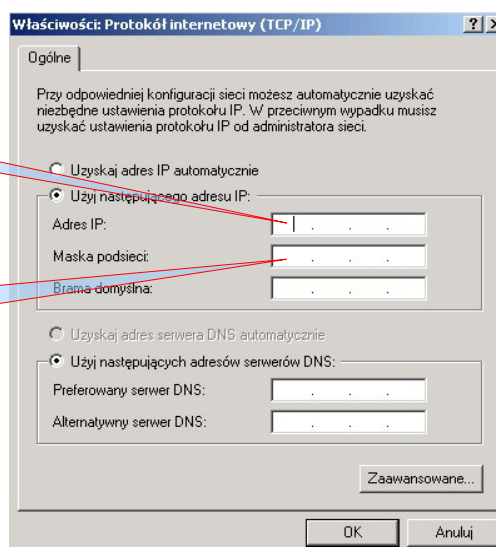 Właściwości: Protokół internetowy (TCP/IP)
Ogólne
Przy odpowiedniej konfiguracji sieci możesz automatycznie uzyskać
niezbędne ustawienia protokołu IP. W przeciwnym wypadku musisz
uzyskać ustawienia protokołu IP od administratora sieci.
Uzyskaj adres IP automatycznie
Użyj następującego adresu IP:
Adres IP:
Maska podsieci:
Brama domyślna:
Uzyskaj adres serwera DNS automatycznie
Użyj następujących adresów serwerów DNS:
Preferowany serwer DNS:
Alternatywny serwer DNS:
Zaawansowane...
OK
Anuluj